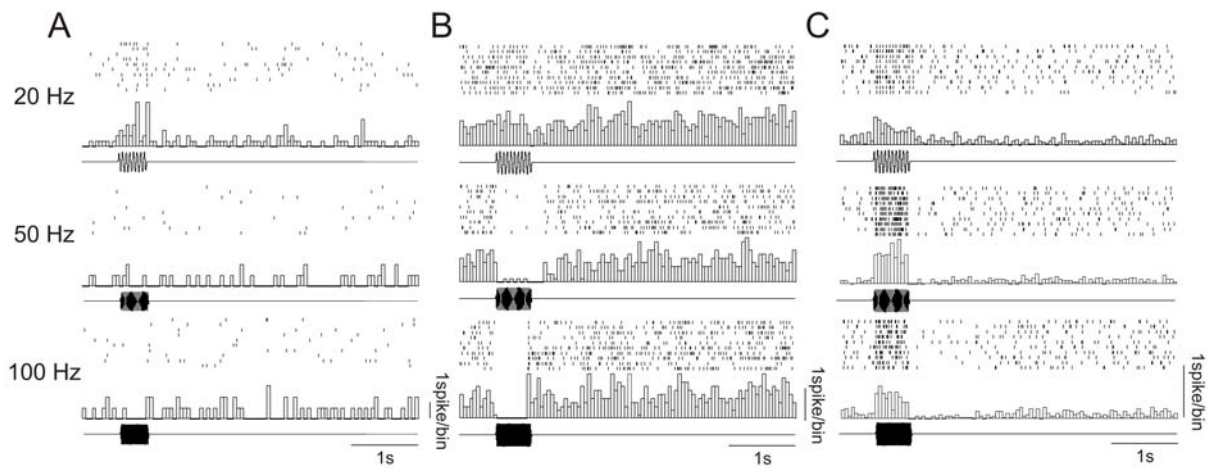 A
B
C
20 Hz
50 Hz
100 Hz
1spike/bin
1spike/bin
1spike/bin
1s
1s
1s